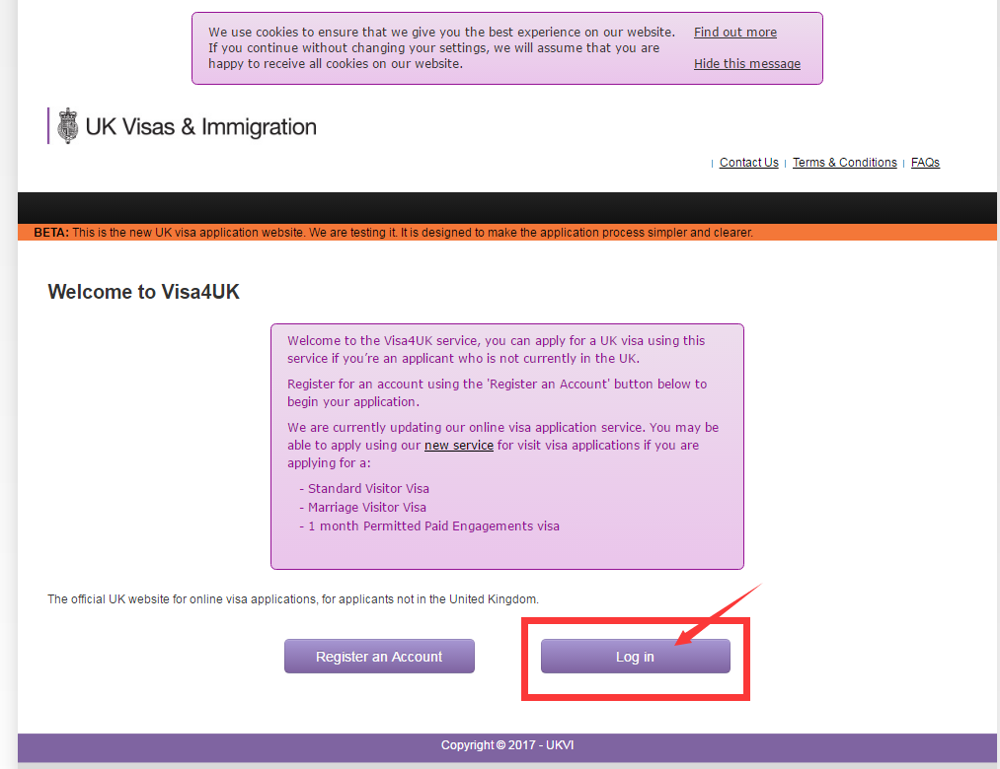 We use cookies to ensure that we give you the best experience on our website.
If you continue without changing your settings, we will assume that you are
happy to receive all cookies on our website.
Find out more
Hide this message
UK Visas & Immigration
| Contact Us | Terms & Conditions | FAQs
BETA: This is the new UK visa application website. We are testing it. It is designed to make the application process simpler and clearer.
Welcome to Visa4UK
Welcome to the Visa4UK service, you can apply for a UK visa using this
service if you’re an applicant who is not currently in the UK.
Register for an account using the 'Register an Account' button below to
begin your application.
We are currently updating our online visa application service. You may be
able to apply using our new service for visit visa applications if you are
applying for a:
- Standard Visitor Visa
- Marriage Visitor Visa
- 1 month Permitted Paid Engagements visa
The official UK website for online visa applications, for applicants not in the United Kingdom.
Register an Account
Log in
Copyright © 2017 - UKVI